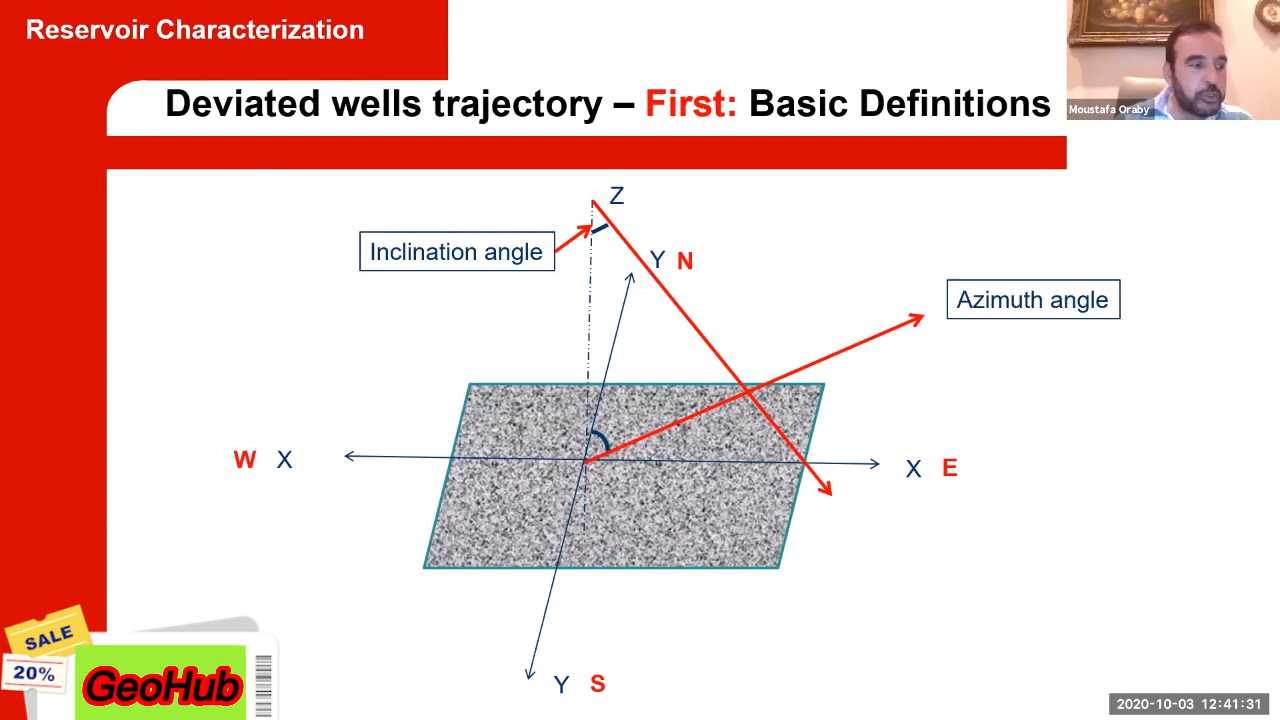 Reservoir Characterization
Moustafa Oraby
Deviated wells trajectory – First: Basic Definitions
Z
Inclination angle
Y N
Azimuth angle
W X
X E
Y S
SALE
20%
GeoHub
2020-10-03 12:41:31